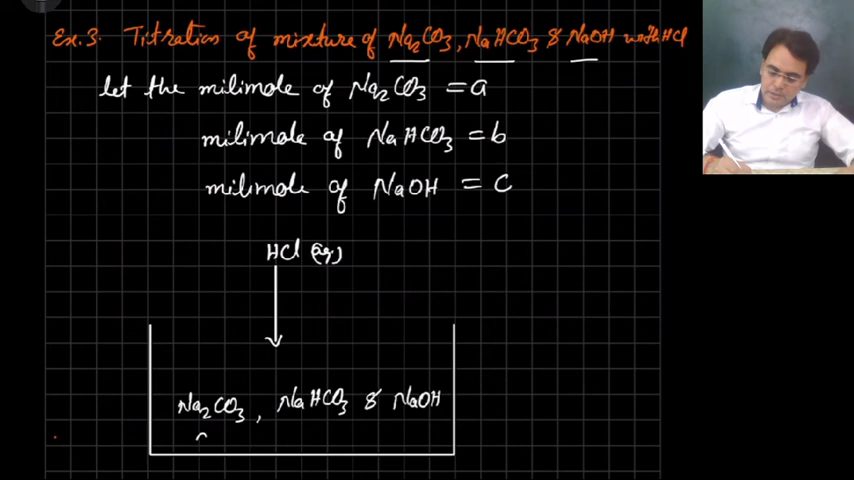 Ex.3. Titration of mixture of Na₂CO₃, NaHCO₃ & NaOH with HCl
let the milimole of Na₂CO₃ = a
milimole of NaHCO₃ = b
milimole of NaOH = c
HCl (aq)
Na₂CO₃, NaHCO₃ & NaOH